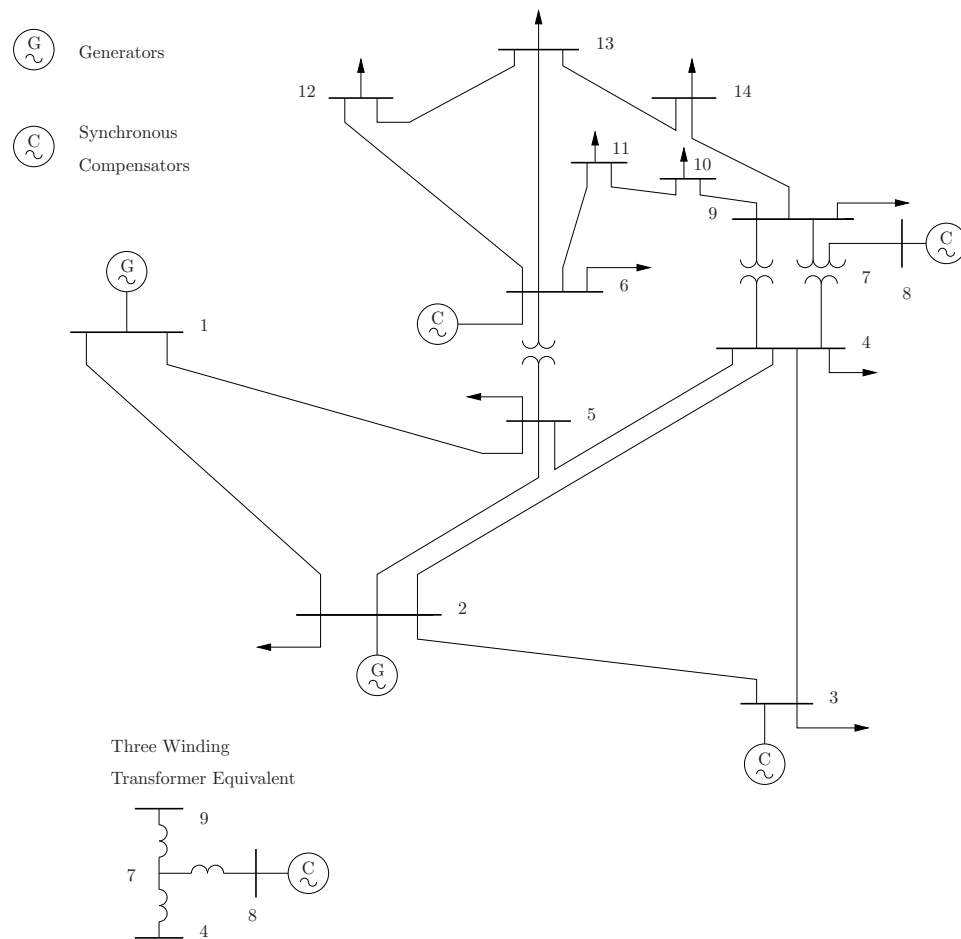 G
Generators
C
Synchronous
Compensators
13
12
14
11
10
9
C
7
8
6
G
1
C
4
5
2
G
3
C
Three Winding
Transformer Equivalent
9
7
C
8
4